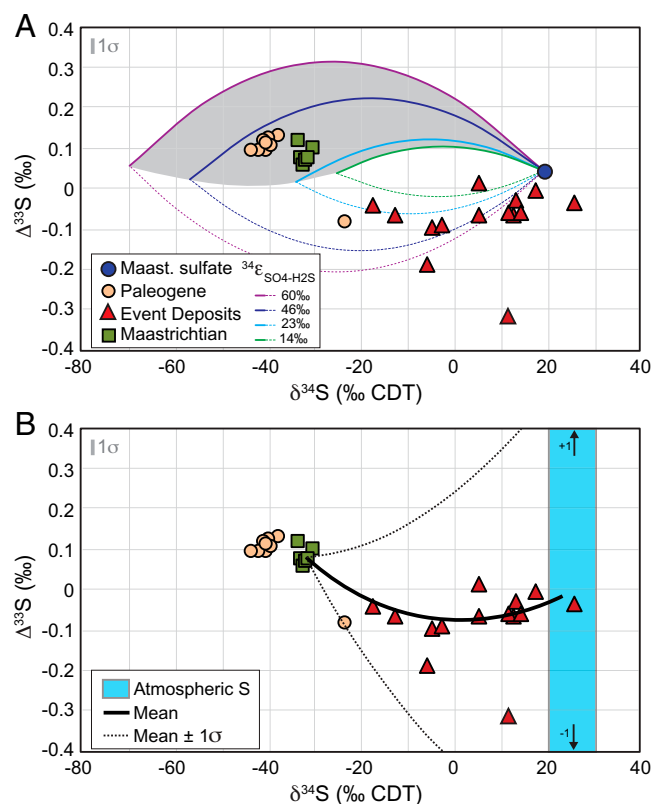 A
0.4
1σ
0.3
0.2
0.1
0
-0.1
-0.2
-0.3
-0.4
Δ³³S (‰)
Maast. sulfate
Paleogene
Event Deposits
Maastrichtian
³⁴ε SO4-H2S
60‰
46‰
23‰
14‰
-80 -60 -40 -20 0 20 40
δ³⁴S (‰ CDT)
B
0.4
1σ
+1
0.3
0.2
0.1
0
-0.1
-0.2
-0.3
-0.4
Δ³³S (‰)
Atmospheric S
Mean
Mean ± 1σ
-1
-80 -60 -40 -20 0 20 40
δ³⁴S (‰ CDT)